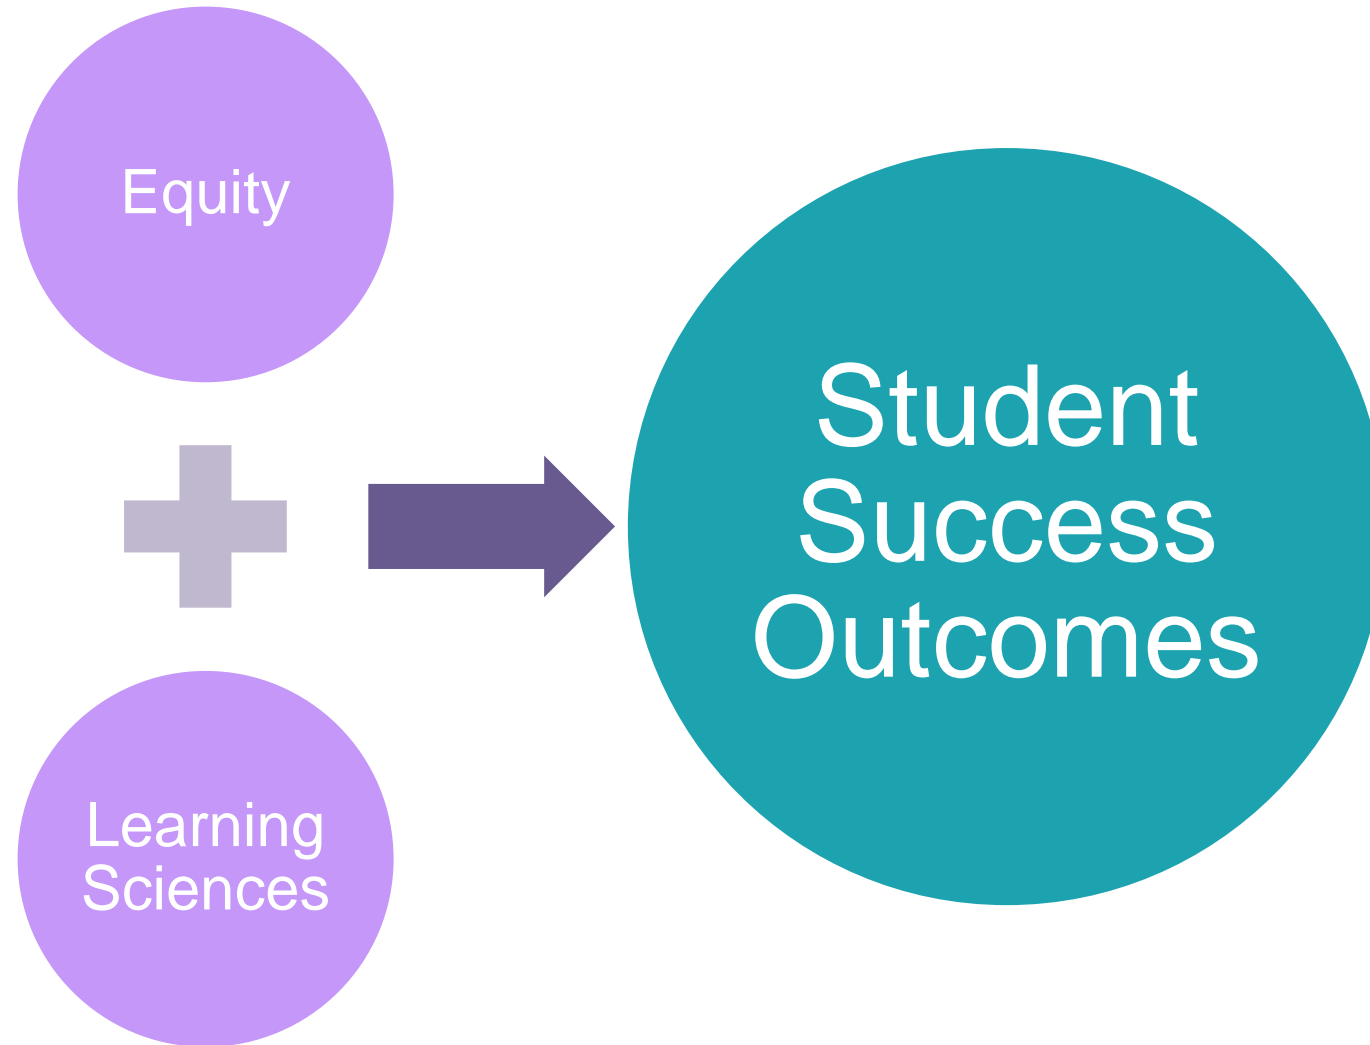 Equity
Learning
Sciences
Student
Success
Outcomes